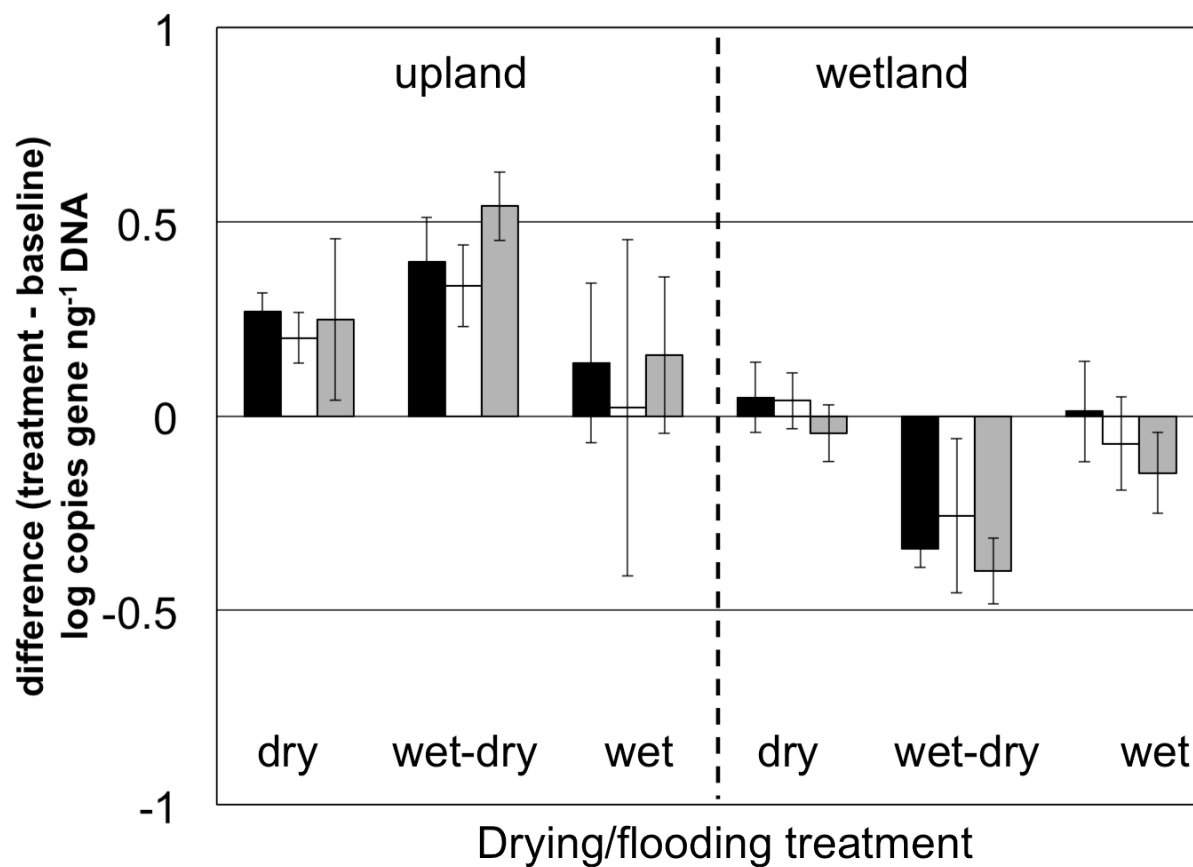 difference (treatment - baseline)
log copies gene ng⁻¹ DNA
1
0.5
0
-0.5
-1
upland
wetland
dry
wet-dry
wet
dry
wet-dry
wet
Drying/flooding treatment